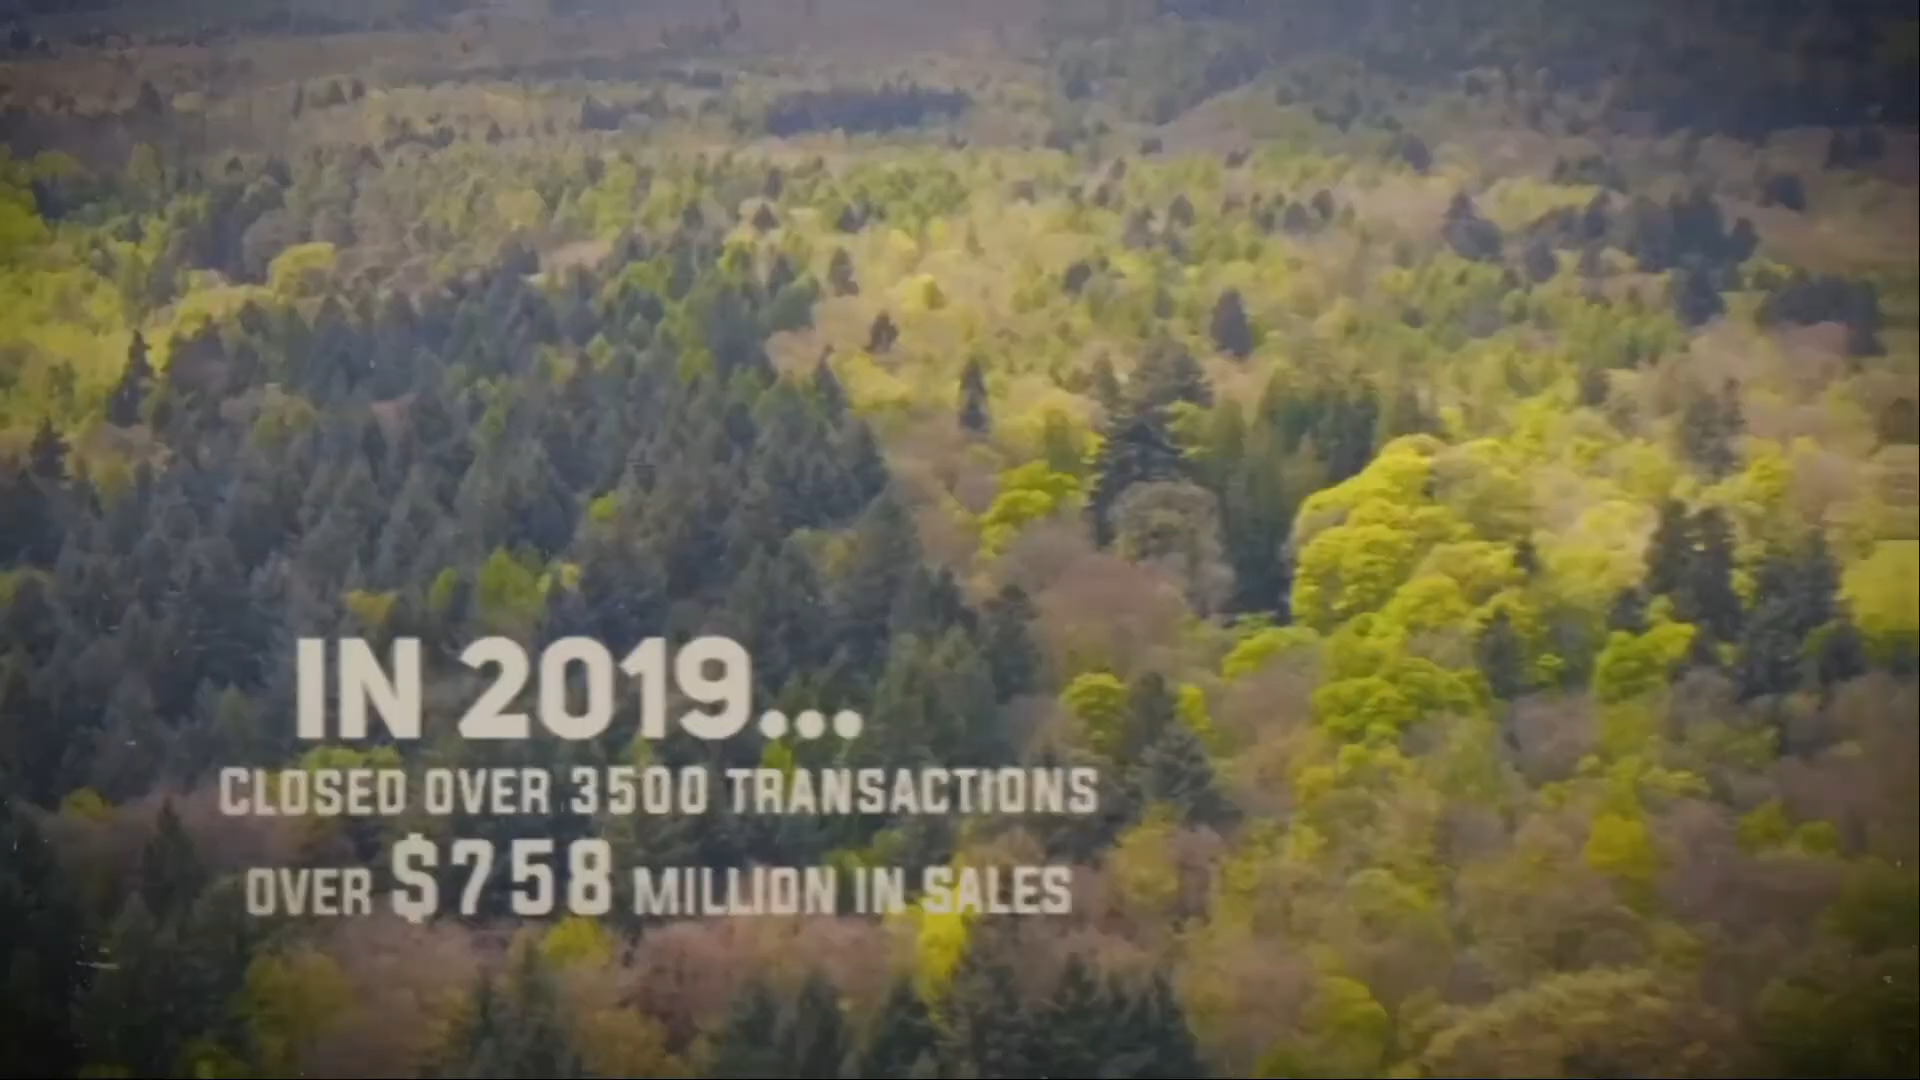 IN 2019...
CLOSED OVER 3500 TRANSACTIONS
OVER $758 MILLION IN SALES